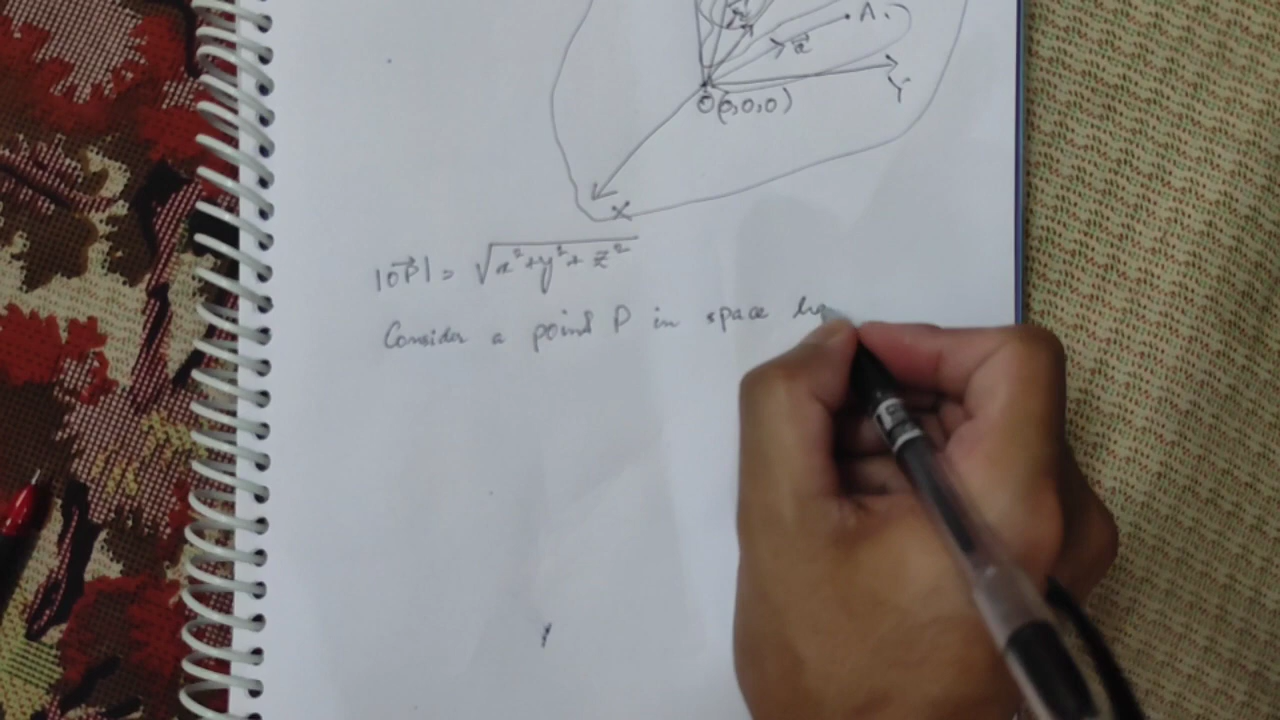 A.
a⃗
Y
O(0,0,0)
X
|OP⃗| = √x²+y²+z²
Consider a point P in space